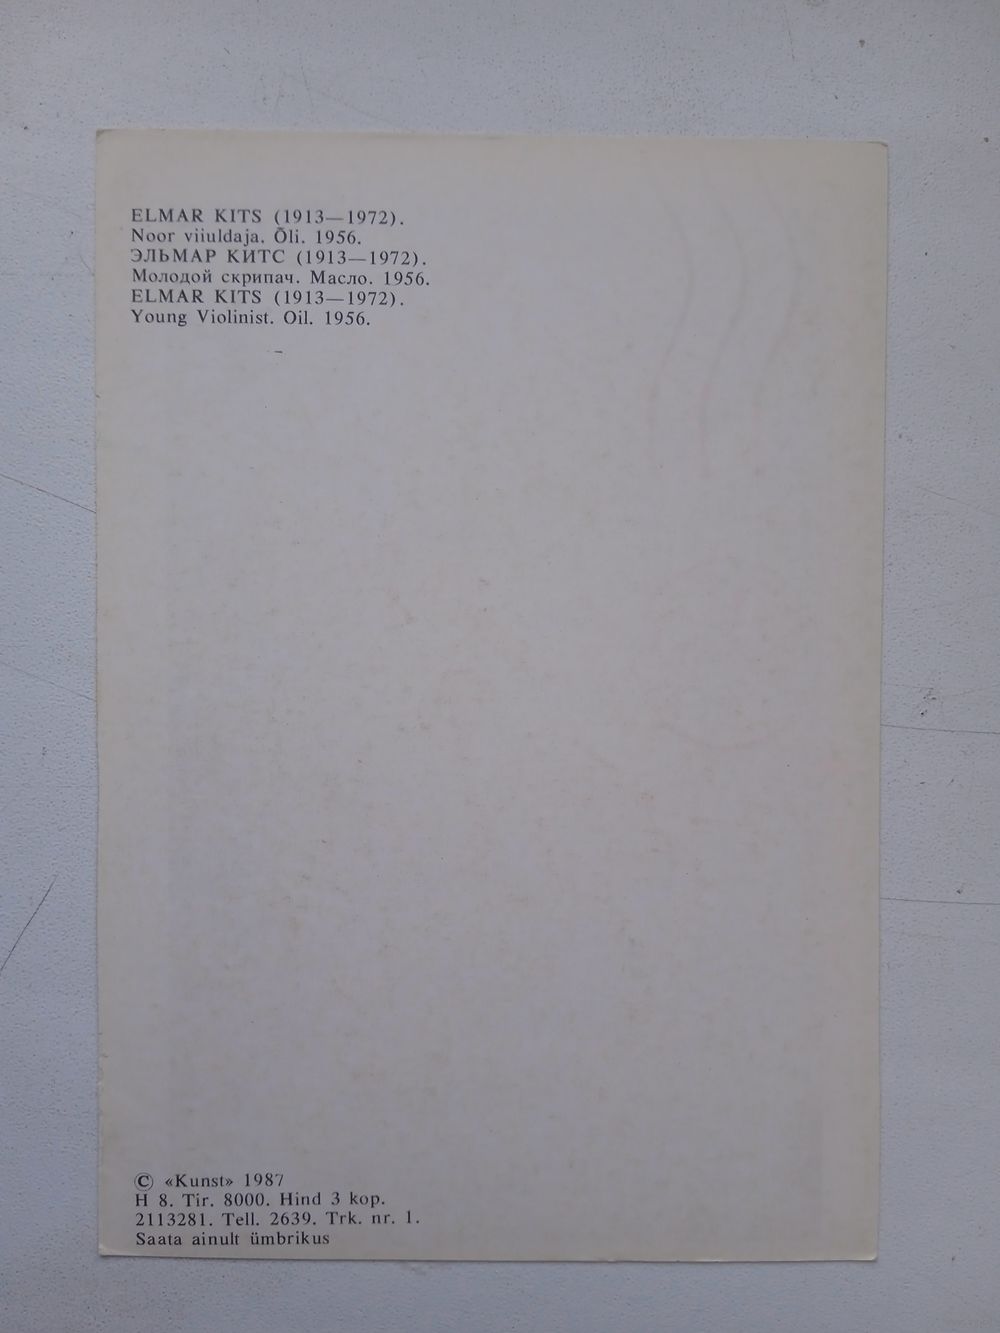 ELMAR KITS (1913—1972).
Noor viiuldaja. Õli. 1956.
ЭЛЬМАР КИТС (1913—1972).
Молодой скрипач. Масло. 1956.
ELMAR KITS (1913—1972).
Young Violinist. Oil. 1956.
© «Kunst» 1987
H 8. Tir. 8000. Hind 3 kop.
2113281. Tell. 2639. Trk. nr. 1.
Saata ainult ümbrikus